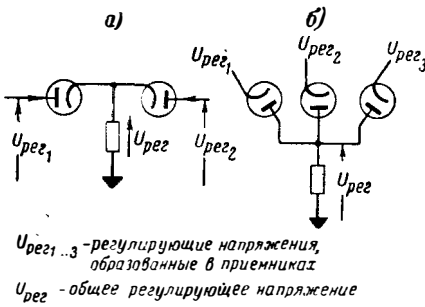 а)
б)
Uрег1
Uрег
Uрег2
Uрег1
Uрег2
Uрег3
Uрег
Uрег1..3 -регулирующие напряжения,
образованные в приемниках
Uрег - общее регулирующее напряжение